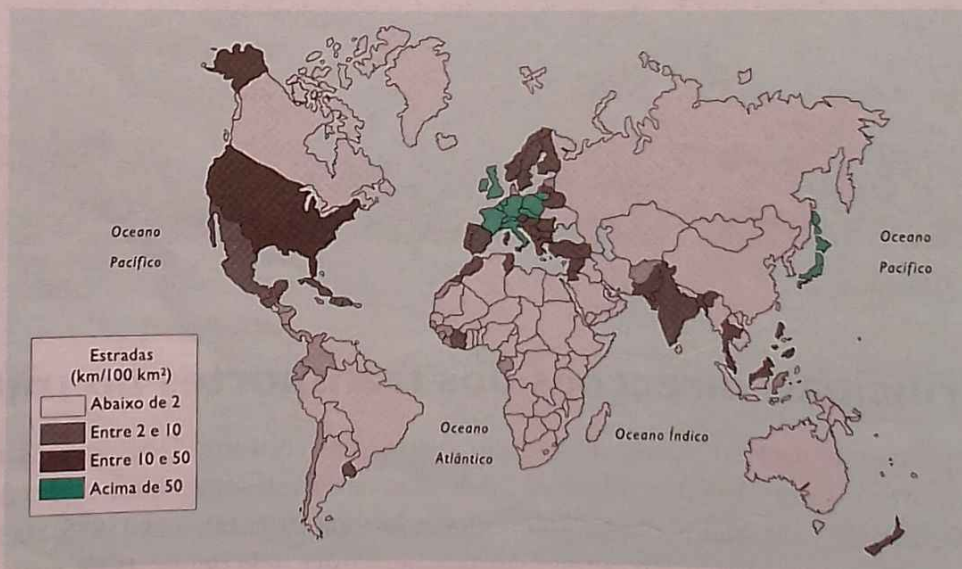 Oceano
Pacífico
Oceano
Pacífico
Estradas
(km/100 km²)
Abaixo de 2
Entre 2 e 10
Entre 10 e 50
Acima de 50
Oceano
Atlântico
Oceano Índico